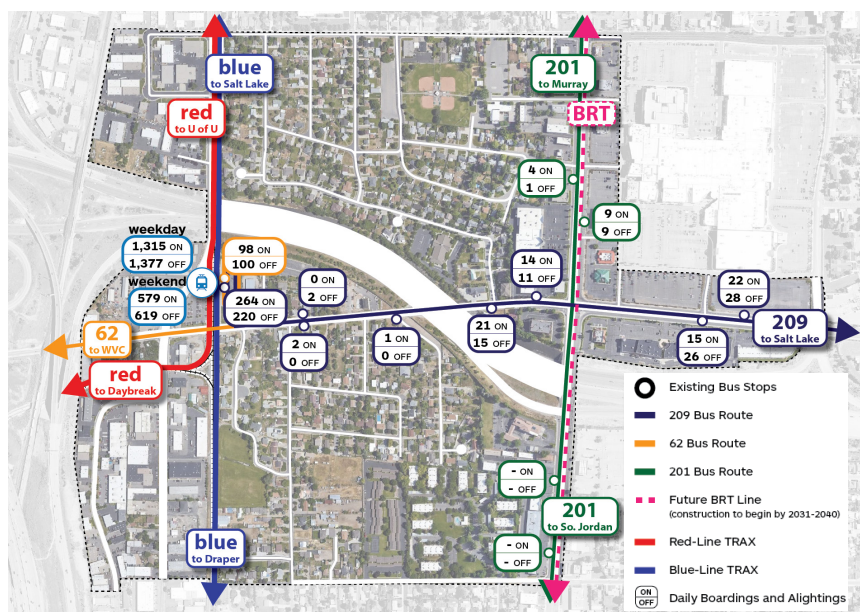 blue
to Salt Lake
201
to Murray
red
to U of U
BRT
4 ON
1 OFF
9 ON
9 OFF
weekday
1,315 ON
1,377 OFF
98 ON
100 OFF
weekend
579 ON
619 OFF
264 ON
220 OFF
0 ON
2 OFF
14 ON
11 OFF
22 ON
28 OFF
62
to WVC
2 ON
0 OFF
1 ON
0 OFF
21 ON
15 OFF
15 ON
26 OFF
209
to Salt Lake
red
to Daybreak
- ON
- OFF
201
to So. Jordan
- ON
- OFF
blue
to Draper
Existing Bus Stops
209 Bus Route
62 Bus Route
201 Bus Route
Future BRT Line
(construction to begin by 2031-2040)
Red-Line TRAX
Blue-Line TRAX
ON
OFF
Daily Boardings and Alightings